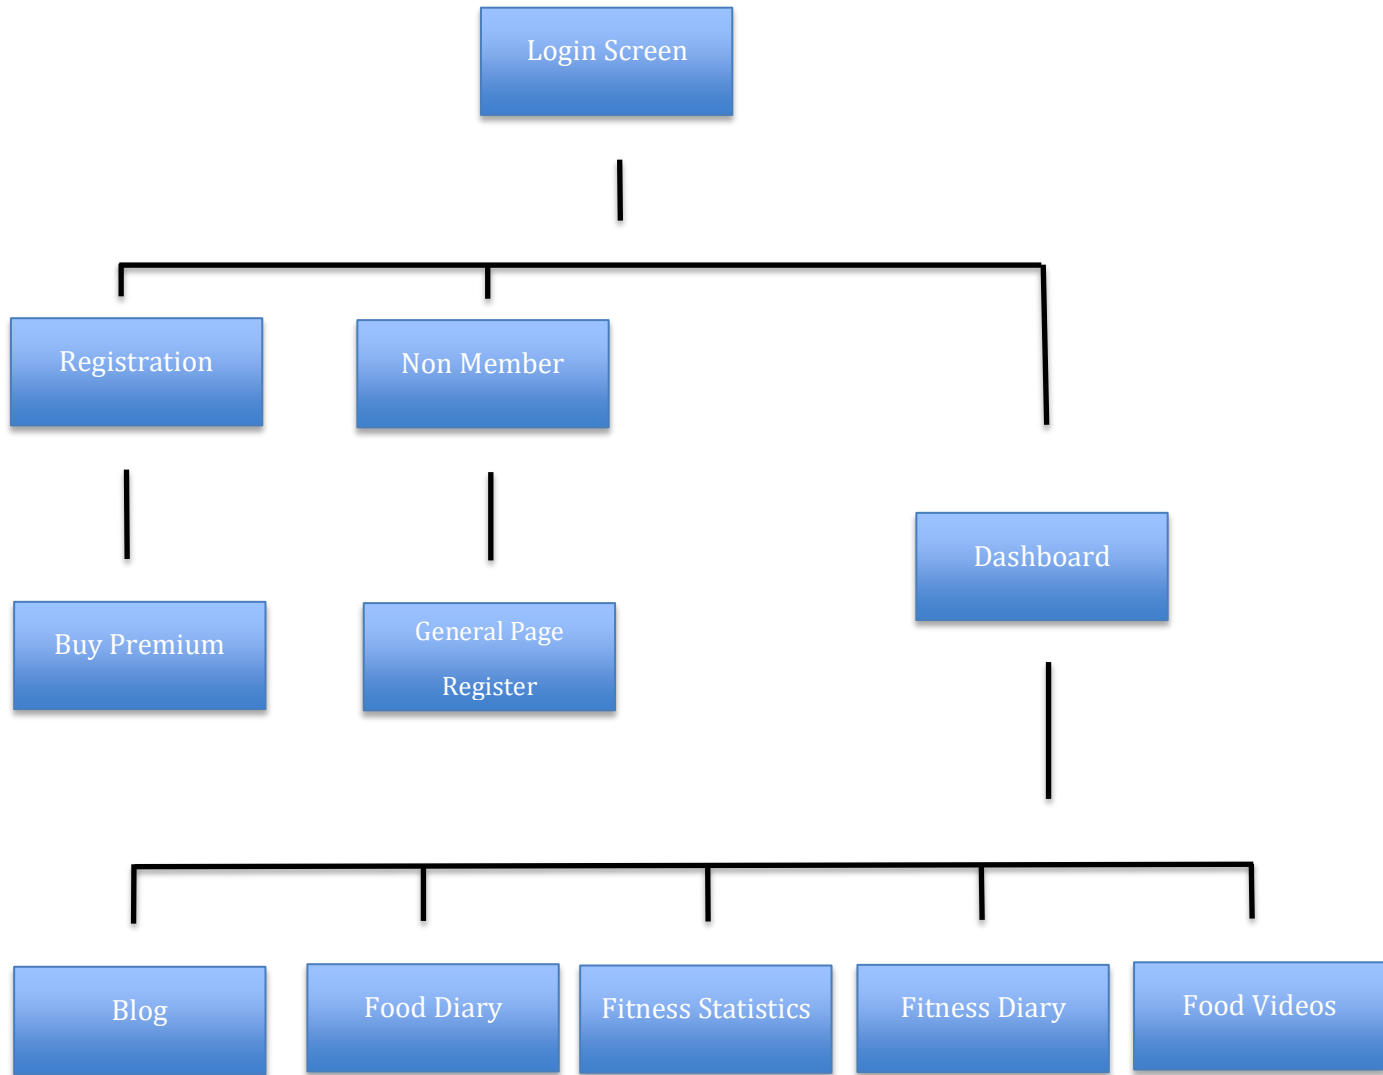 Login Screen
Registration
Non Member
Dashboard
Buy Premium
General Page
Register
Blog
Food Diary
Fitness Statistics
Fitness Diary
Food Videos